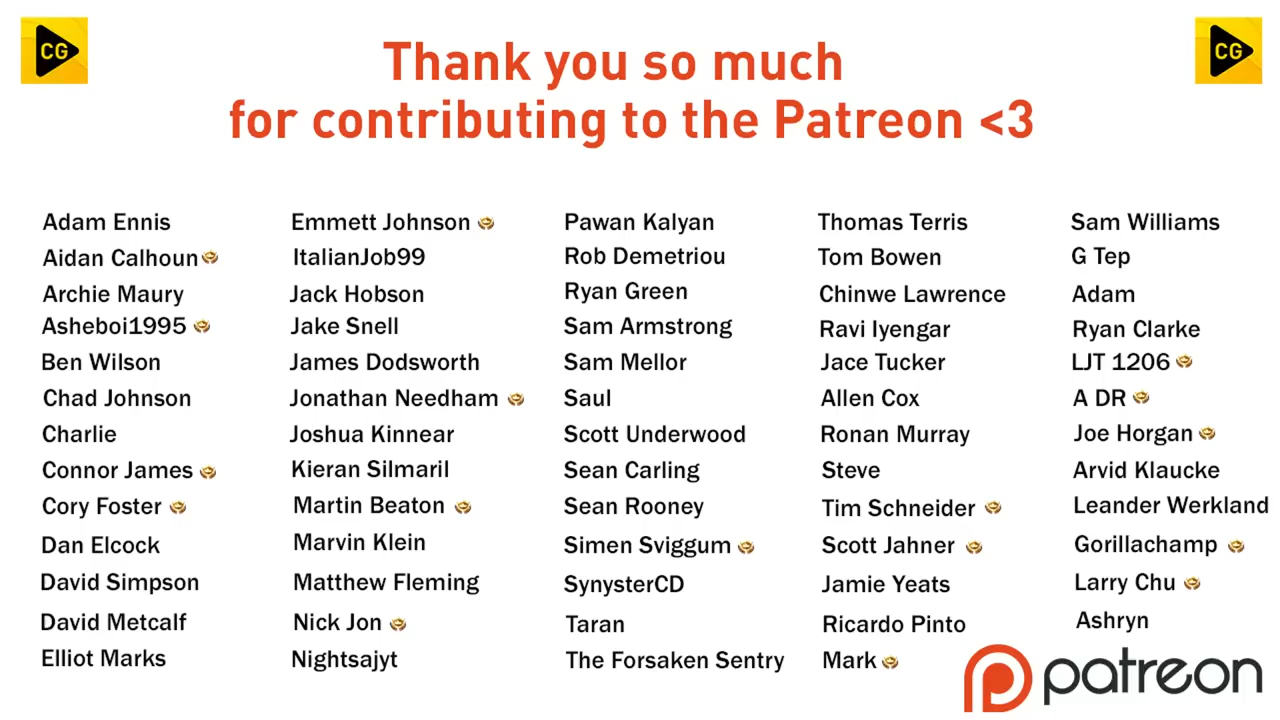 CG
CG
Thank you so much
for contributing to the Patreon <3
Adam Ennis
Aidan Calhoun
Archie Maury
Asheboi1995
Ben Wilson
Chad Johnson
Charlie
Connor James
Cory Foster
Dan Elcock
David Simpson
David Metcalf
Elliot Marks
Emmett Johnson
ItalianJob99
Jack Hobson
Jake Snell
James Dodsworth
Jonathan Needham
Joshua Kinnear
Kieran Silmaril
Martin Beaton
Marvin Klein
Matthew Fleming
Nick Jon
Nightsajyt
Pawan Kalyan
Rob Demetriou
Ryan Green
Sam Armstrong
Sam Mellor
Saul
Scott Underwood
Sean Carling
Sean Rooney
Simen Sviggum
SynysterCD
Taran
The Forsaken Sentry
Thomas Terris
Tom Bowen
Chinwe Lawrence
Ravi Iyengar
Jace Tucker
Allen Cox
Ronan Murray
Steve
Tim Schneider
Scott Jahner
Jamie Yeats
Ricardo Pinto
Mark
Sam Williams
G Tep
Adam
Ryan Clarke
LJT 1206
A DR
Joe Horgan
Arvid Klaucke
Leander Werkland
Gorillachamp
Larry Chu
Ashryn
patreon